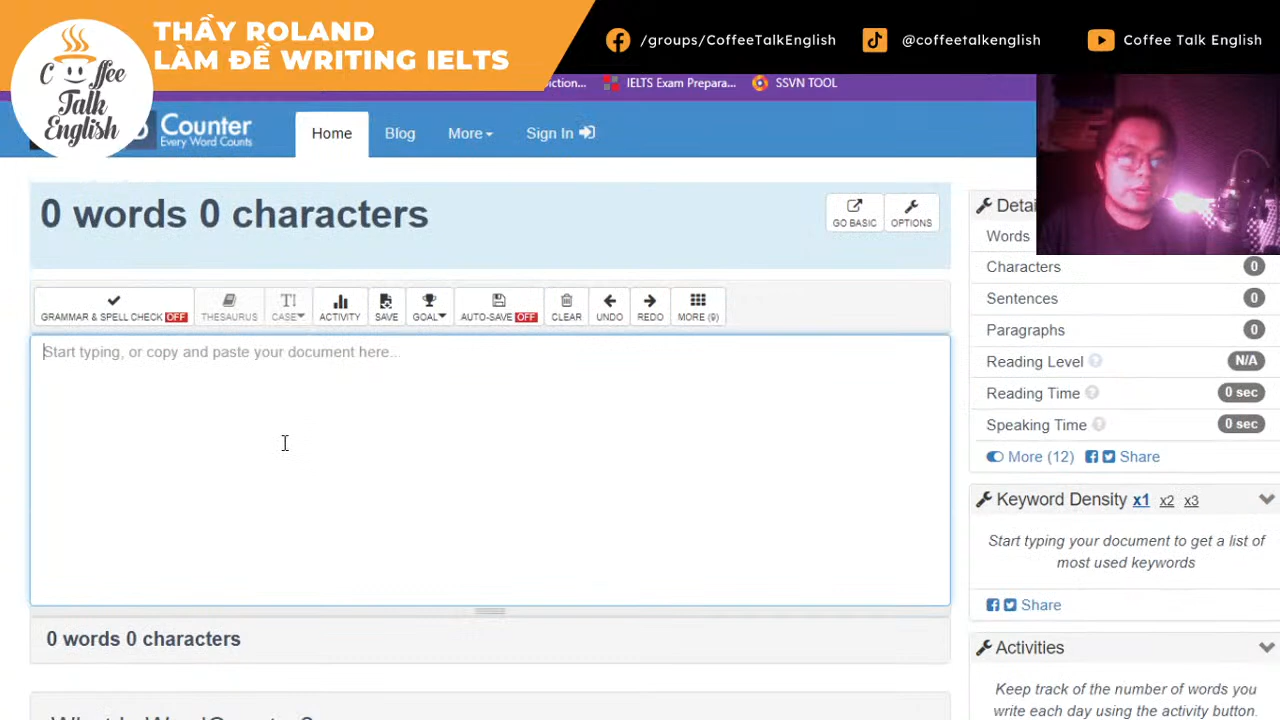 THẦY ROLAND
LÀM ĐỀ WRITING IELTS
/groups/CoffeeTalkEnglish
@coffeetalkenglish
Coffee Talk English
Coffee
Talk
English
iction...
IELTS Exam Prepara...
SSVN TOOL
Counter
Every Word Counts
Home
Blog
More
Sign In
0 words 0 characters
GO BASIC
OPTIONS
GRAMMAR & SPELL CHECK OFF
THESAURUS
CASE
ACTIVITY
SAVE
GOAL
AUTO-SAVE OFF
CLEAR
UNDO
REDO
MORE (9)
Start typing, or copy and paste your document here...
0 words 0 characters
Detai
Words
Characters 0
Sentences 0
Paragraphs 0
Reading Level N/A
Reading Time 0 sec
Speaking Time 0 sec
More (12) Share
Keyword Density x1 x2 x3
Start typing your document to get a list of
most used keywords
Share
Activities
Keep track of the number of words you
write each day using the activity button.